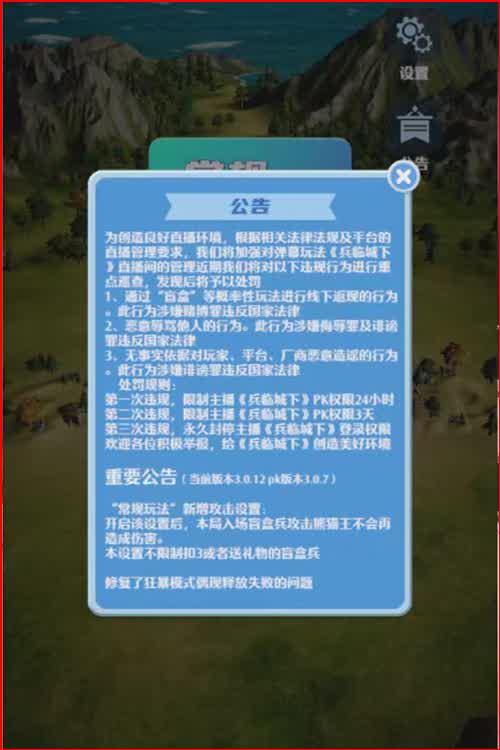 设置
公告
常规
公告
为创造良好直播环境，根据相关法律法规及平台的
直播管理要求，我们将加强对弹幕玩法《兵临城下
》直播间的管理近期我们将对以下违规行为进行重
点巡查，发现后将予以处罚
1、通过“盲盒”等概率性玩法进行线下返现的行为
。此行为涉嫌赌博罪违反国家法律
2、恶意辱骂他人的行为。此行为涉嫌侮辱罪及诽谤
罪违反国家法律
3、无事实依据对玩家、平台、厂商恶意造谣的行为
。此行为涉嫌诽谤罪违反国家法律
处罚规则：
第一次违规，限制主播《兵临城下》PK权限24小时
第二次违规，限制主播《兵临城下》PK权限3天
第三次违规，永久封停主播《兵临城下》登录权限
欢迎各位积极举报，给《兵临城下》创造美好环境
重要公告（当前版本3.0.12 pk版本3.0.7）
“常规玩法”新增攻击设置：
开启该设置后，本局入场盲盒兵攻击熊猫王不会再
造成伤害。
本设置不限制扣3或者送礼物的盲盒兵
修复了狂暴模式偶现释放失败的问题